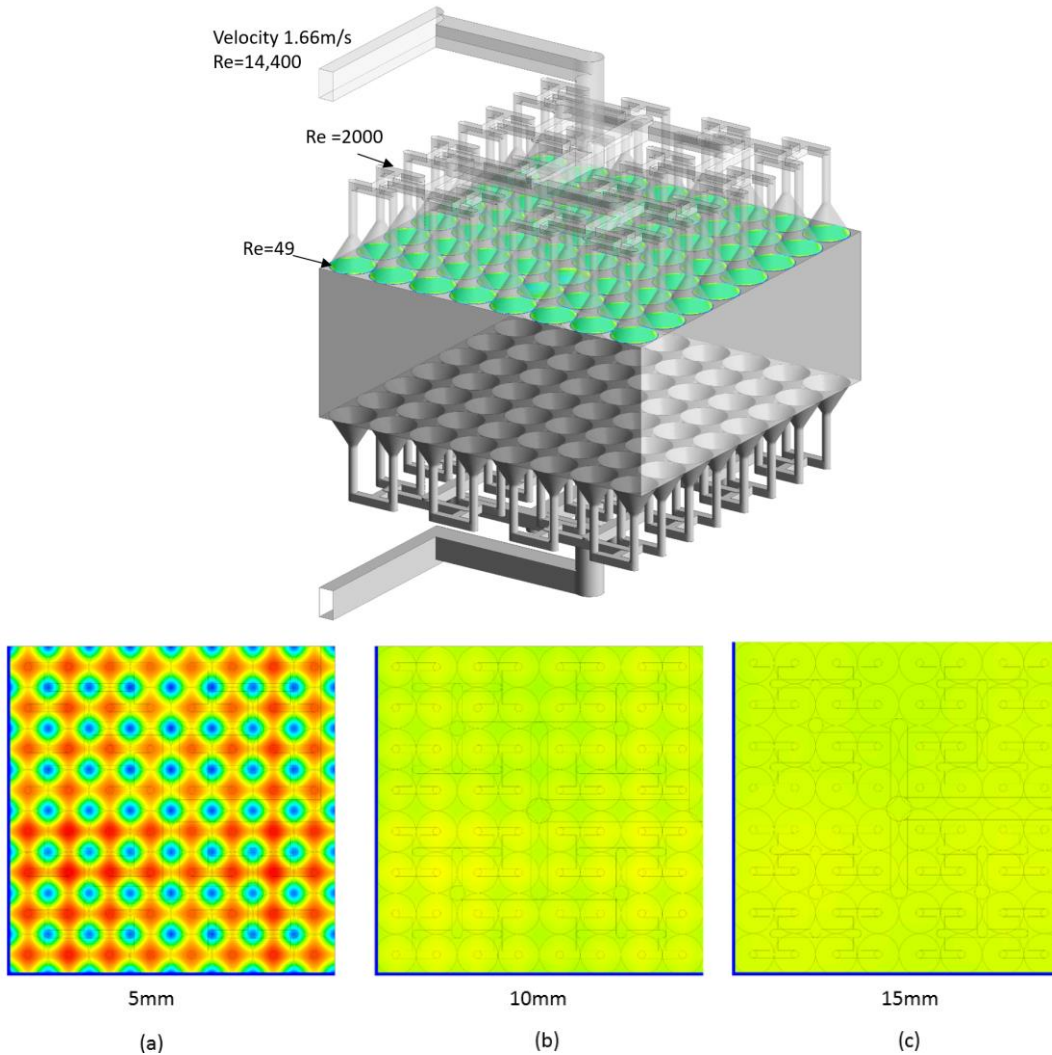 Velocity 1.66m/s
Re=14,400
Re =2000
Re=49
5mm
10mm
15mm
(a)
(b)
(c)